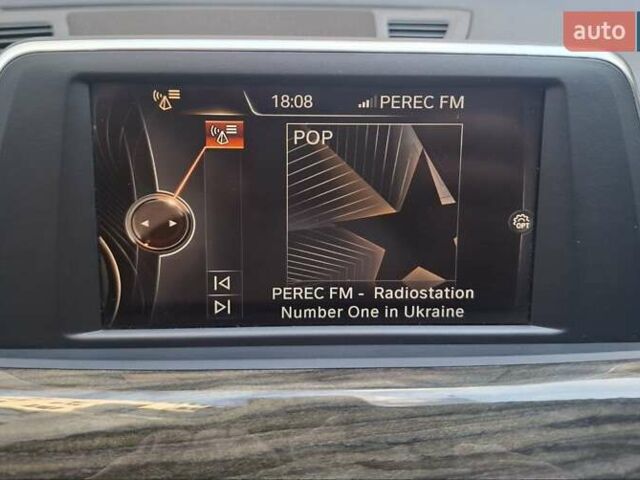 auto
18:08
PEREC FM
POP
OPT
PEREC FM - Radiostation
Number One in Ukraine